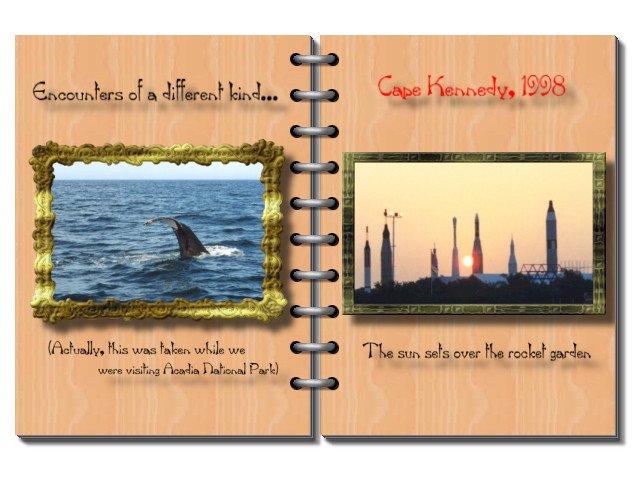 Encounters of a different kind...
(Actually, this was taken while we
were visiting Acadia National Park)
Cape Kennedy, 1998
The sun sets over the rocket garden